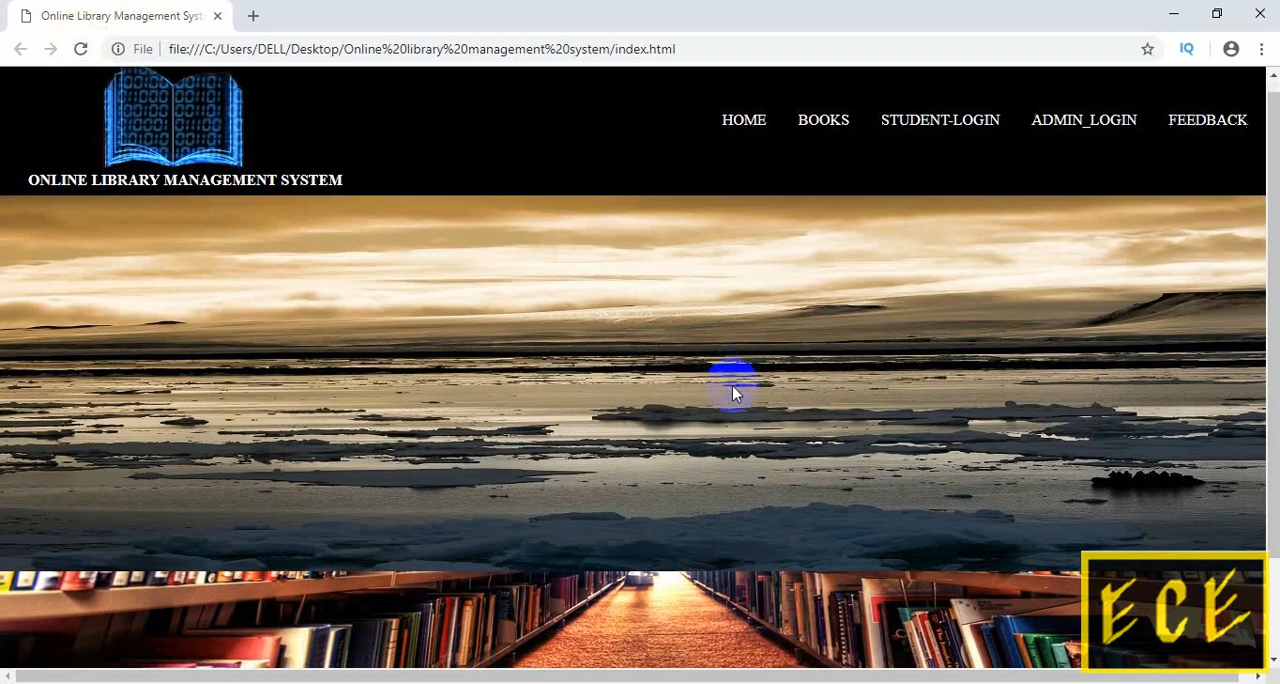 Online Library Management Syst
File
file:///C:/Users/DELL/Desktop/Online%20library%20management%20system/index.html
IQ
HOME BOOKS STUDENT-LOGIN ADMIN_LOGIN FEEDBACK
ONLINE LIBRARY MANAGEMENT SYSTEM
ECE